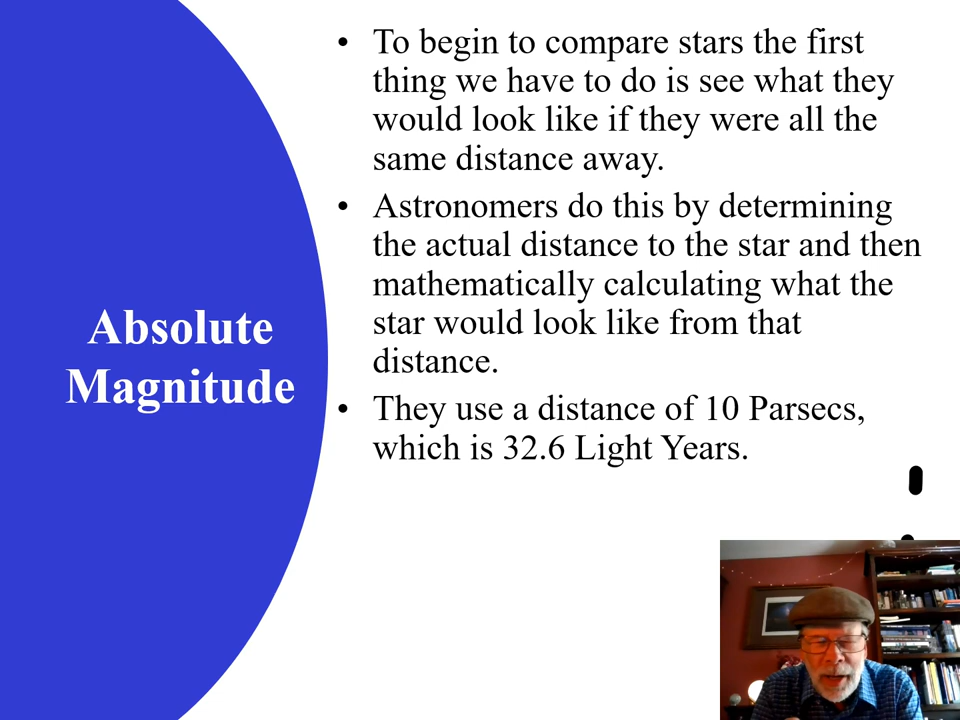 Absolute
Magnitude
• To begin to compare stars the first
thing we have to do is see what they
would look like if they were all the
same distance away.
• Astronomers do this by determining
the actual distance to the star and then
mathematically calculating what the
star would look like from that
distance.
• They use a distance of 10 Parsecs,
which is 32.6 Light Years.